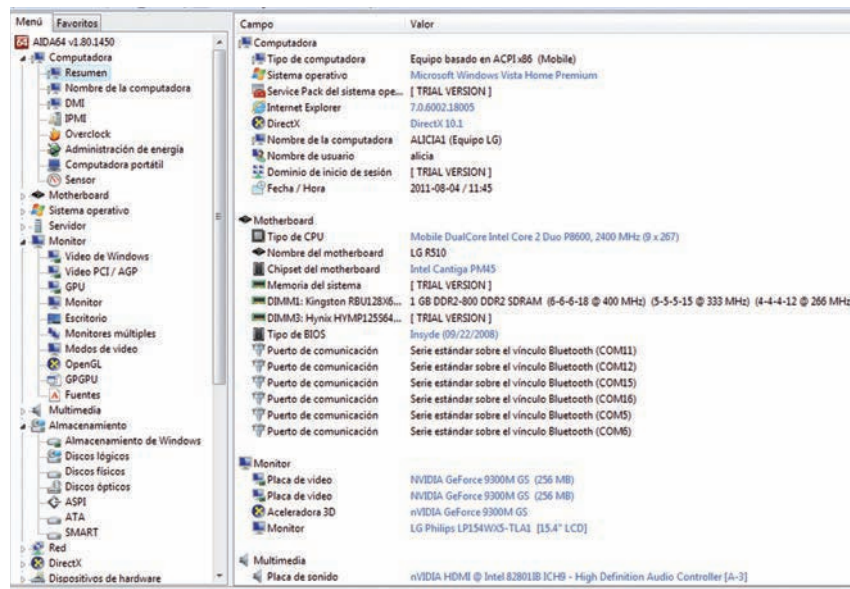 Menú Favoritos
AIDA64 v1.80.1450
Computadora
Resumen
Nombre de la computadora
DMI
IPMI
Overclock
Administración de energía
Computadora portátil
Sensor
Motherboard
Sistema operativo
Servidor
Monitor
Video de Windows
Video PCI / AGP
GPU
Monitor
Escritorio
Monitores múltiples
Modos de video
OpenGL
GPGPU
Fuentes
Multimedia
Almacenamiento
Almacenamiento de Windows
Discos lógicos
Discos físicos
Discos ópticos
ASPI
ATA
SMART
Red
DirectX
Dispositivos de hardware
Campo Valor
Computadora
Tipo de computadora Equipo basado en ACPI x86 (Mobile)
Sistema operativo Microsoft Windows Vista Home Premium
Service Pack del sistema ope... [ TRIAL VERSION ]
Internet Explorer 7.0.6002.18005
DirectX DirectX 10.1
Nombre de la computadora ALICIA1 (Equipo LG)
Nombre de usuario alicia
Dominio de inicio de sesión [ TRIAL VERSION ]
Fecha / Hora 2011-08-04 / 11:45
Motherboard
Tipo de CPU Mobile DualCore Intel Core 2 Duo P8600, 2400 MHz (9 x 267)
Nombre del motherboard LG R510
Chipset del motherboard Intel Cantiga PM45
Memoria del sistema [ TRIAL VERSION ]
DIMM1: Kingston RBU128X6... 1 GB DDR2-800 DDR2 SDRAM (6-6-6-18 @ 400 MHz) (5-5-5-15 @ 333 MHz) (4-4-4-12 @ 266 MHz
DIMM3: Hynix HYMP125S64... [ TRIAL VERSION ]
Tipo de BIOS Insyde (09/22/2008)
Puerto de comunicación Serie estándar sobre el vínculo Bluetooth (COM11)
Puerto de comunicación Serie estándar sobre el vínculo Bluetooth (COM12)
Puerto de comunicación Serie estándar sobre el vínculo Bluetooth (COM15)
Puerto de comunicación Serie estándar sobre el vínculo Bluetooth (COM16)
Puerto de comunicación Serie estándar sobre el vínculo Bluetooth (COM5)
Puerto de comunicación Serie estándar sobre el vínculo Bluetooth (COM6)
Monitor
Placa de video NVIDIA GeForce 9300M GS (256 MB)
Placa de video NVIDIA GeForce 9300M GS (256 MB)
Aceleradora 3D nVIDIA GeForce 9300M GS
Monitor LG Philips LP154WX5-TLA1 [15.4" LCD]
Multimedia
Placa de sonido nVIDIA HDMI @ Intel 82801IB ICH9 - High Definition Audio Controller [A-3]